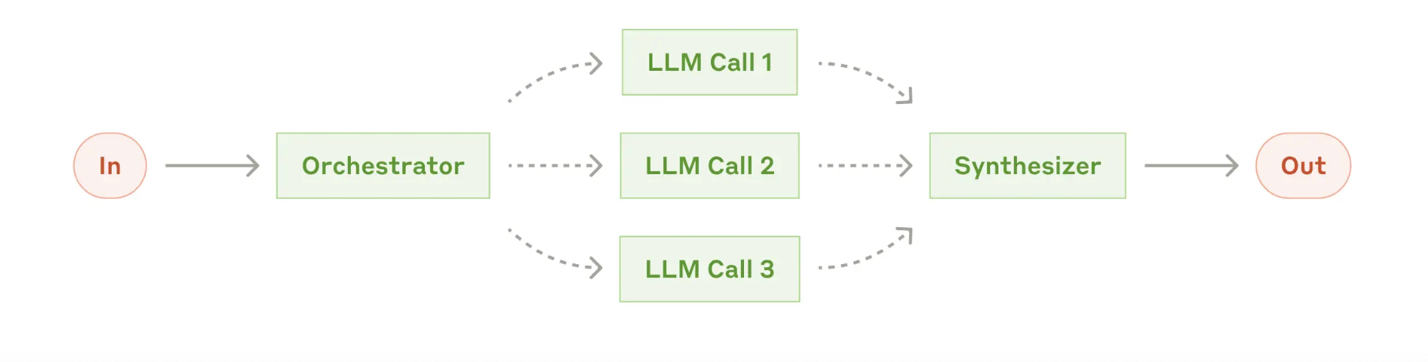 In
Orchestrator
LLM Call 1
LLM Call 2
LLM Call 3
Synthesizer
Out